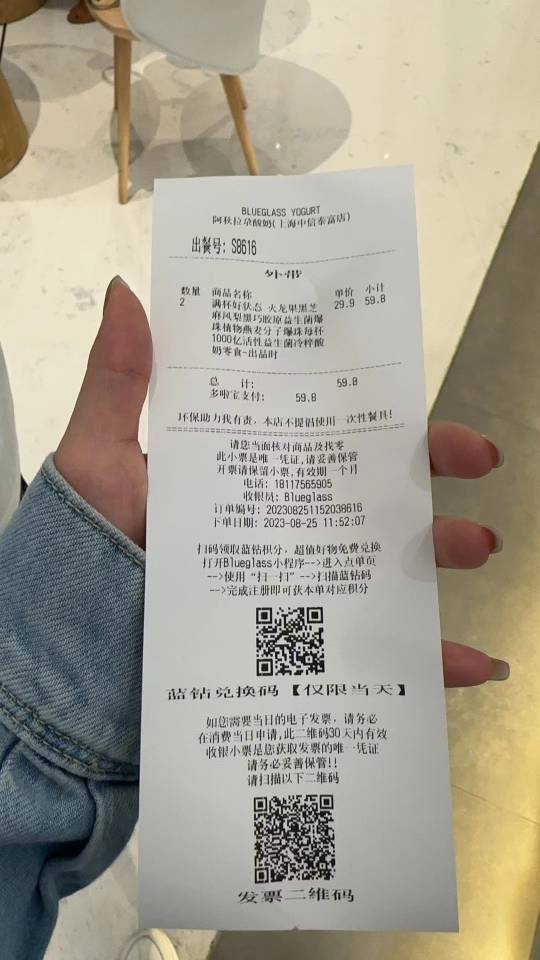 BLUEGLASS YOGURT
阿秋拉尕酸奶(上海中信泰富店)
出餐号: S8616
外带
数量 商品名称 单价 小计
2 满杯好状态 火龙果黑芝 29.9 59.8
麻凤梨黑巧胶原益生菌爆
珠植物燕麦分子爆珠每杯
1000亿活性益生菌冷榨酸
奶零食-出品时
总 计: 59.8
多啦宝支付: 59.8
环保助力我有责，本店不提倡使用一次性餐具!
请您当面核对商品及找零
此小票是唯一凭证,请妥善保管
开票请保留小票,有效期一个月
电话: 18117565905
收银员: Blueglass
订单编号: 202308251152038616
下单日期: 2023-08-25 11:52:07
扫码领取蓝钻积分，超值好物免费兑换
打开Blueglass小程序-->进入点单页
-->使用“扫一扫”-->扫描蓝钻码
-->完成注册即可获本单对应积分
蓝钻兑换码【仅限当天】
如您需要当日的电子发票，请务必
在消费当日申请,此二维码30天内有效
收银小票是您获取发票的唯一凭证
请务必妥善保管!!
请扫描以下二维码
发票二维码